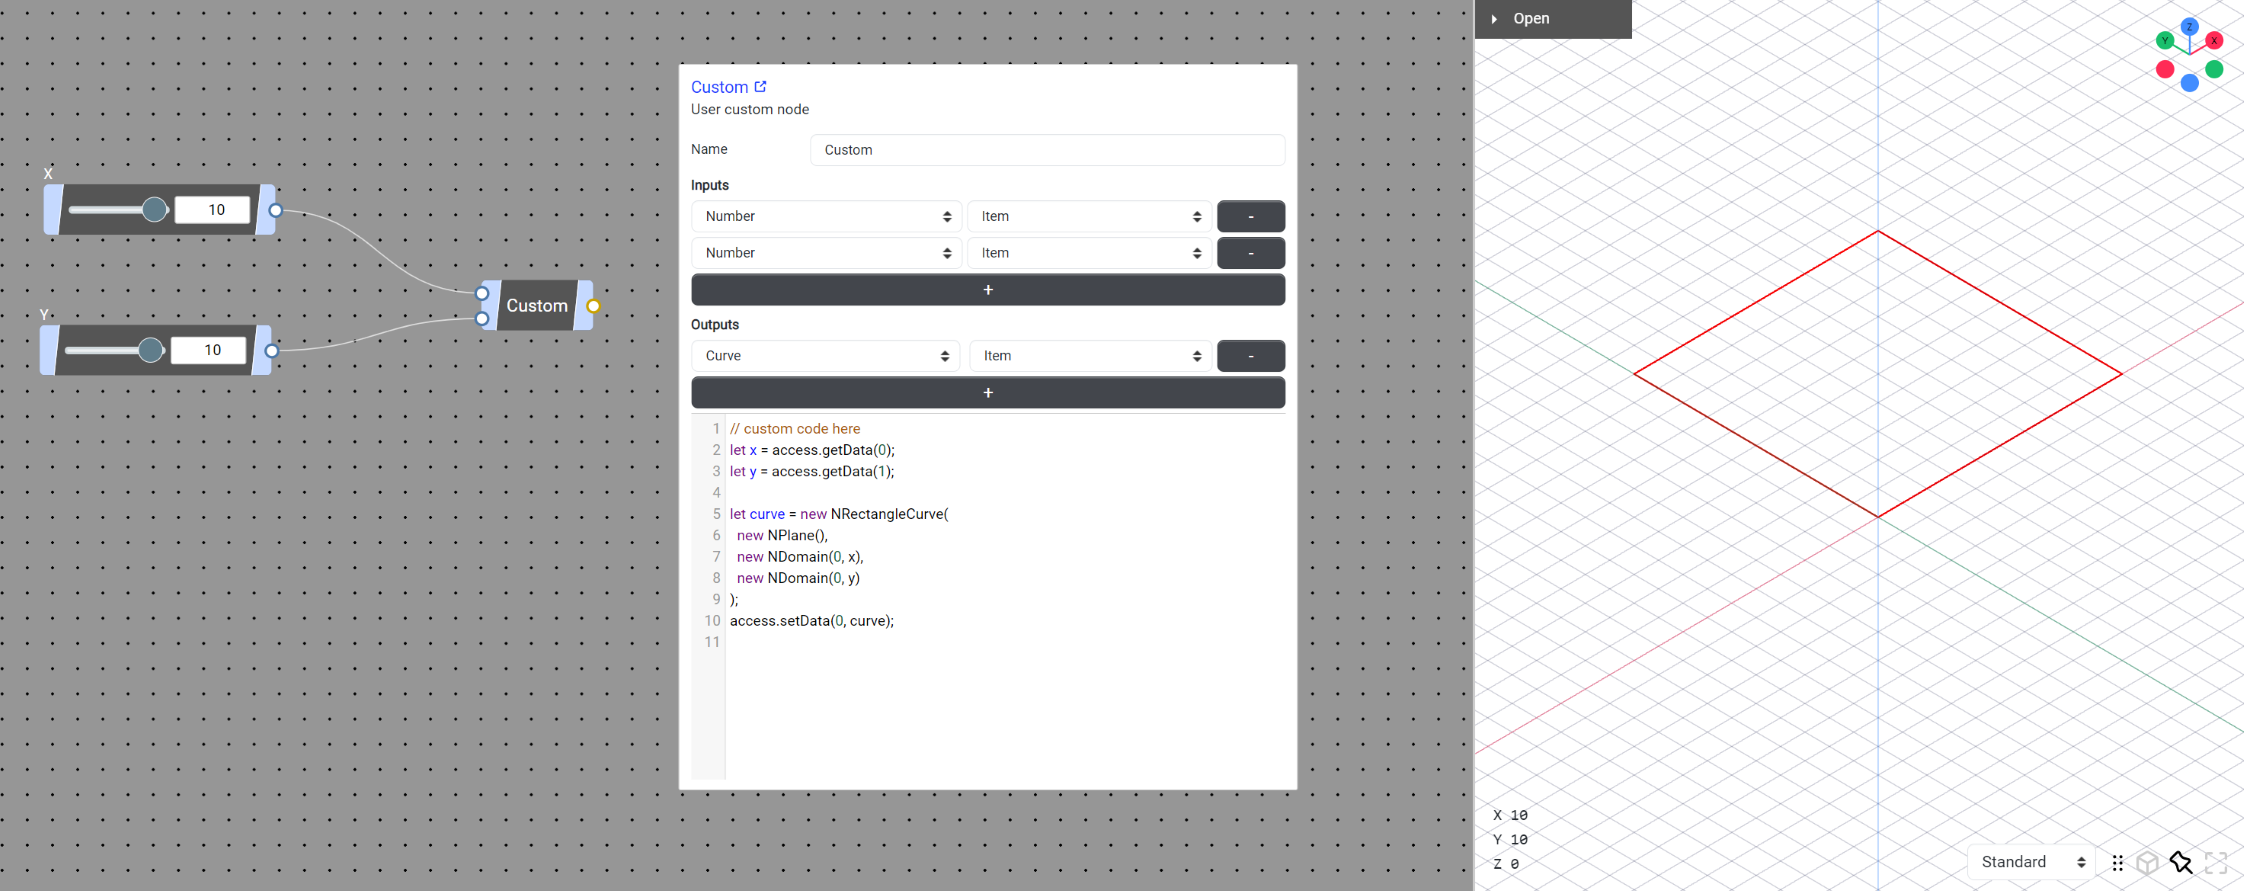 X
10
Y
10
Custom
Custom
User custom node
Name
Custom
Inputs
Number
Item
-
Number
Item
-
+
Outputs
Curve
Item
-
+
1 // custom code here
2 let x = access.getData(0);
3 let y = access.getData(1);
4
5 let curve = new NRectangleCurve(
6 new NPlane(),
7 new NDomain(0, x),
8 new NDomain(0, y)
9 );
10 access.setData(0, curve);
11
Open
Z
Y
X
X 10
Y 10
Z 0
Standard